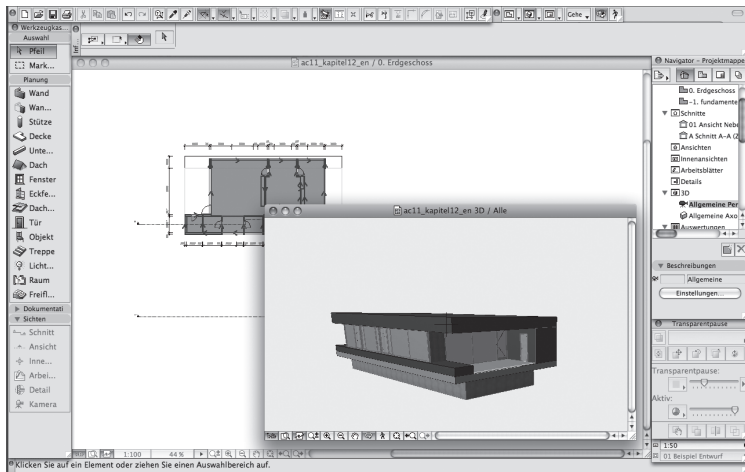 Gehe
Werkzeugkas...
Auswahl
Pfeil
Mark...
Planung
Wand
Wan...
Stütze
Decke
Unte...
Dach
Fenster
Eckfe...
Dach...
Tür
Objekt
Treppe
Licht...
Raum
Freifl...
Dokumentati
Sichten
Schnitt
Ansicht
Inne...
Arbei...
Detail
Kamera
ac11_kapitel12_en / 0. Erdgeschoss
ac11_kapitel12_en 3D / Alle
1:100
44 %
Navigator - Projektmappe
0. Erdgeschoss
-1. fundamente
Schnitte
01 Ansicht Nebe
A Schnitt A-A (2
Ansichten
Innenansichten
Arbeitsblätter
Details
3D
Allgemeine Per
Allgemeine Axo
Auswertungen
Beschreibungen
Allgemeine
Einstellungen...
Transparentpause
Transparentpause:
Aktiv:
1:50
01 Beispiel Entwurf
Klicken Sie auf ein Element oder ziehen Sie einen Auswahlbereich auf.